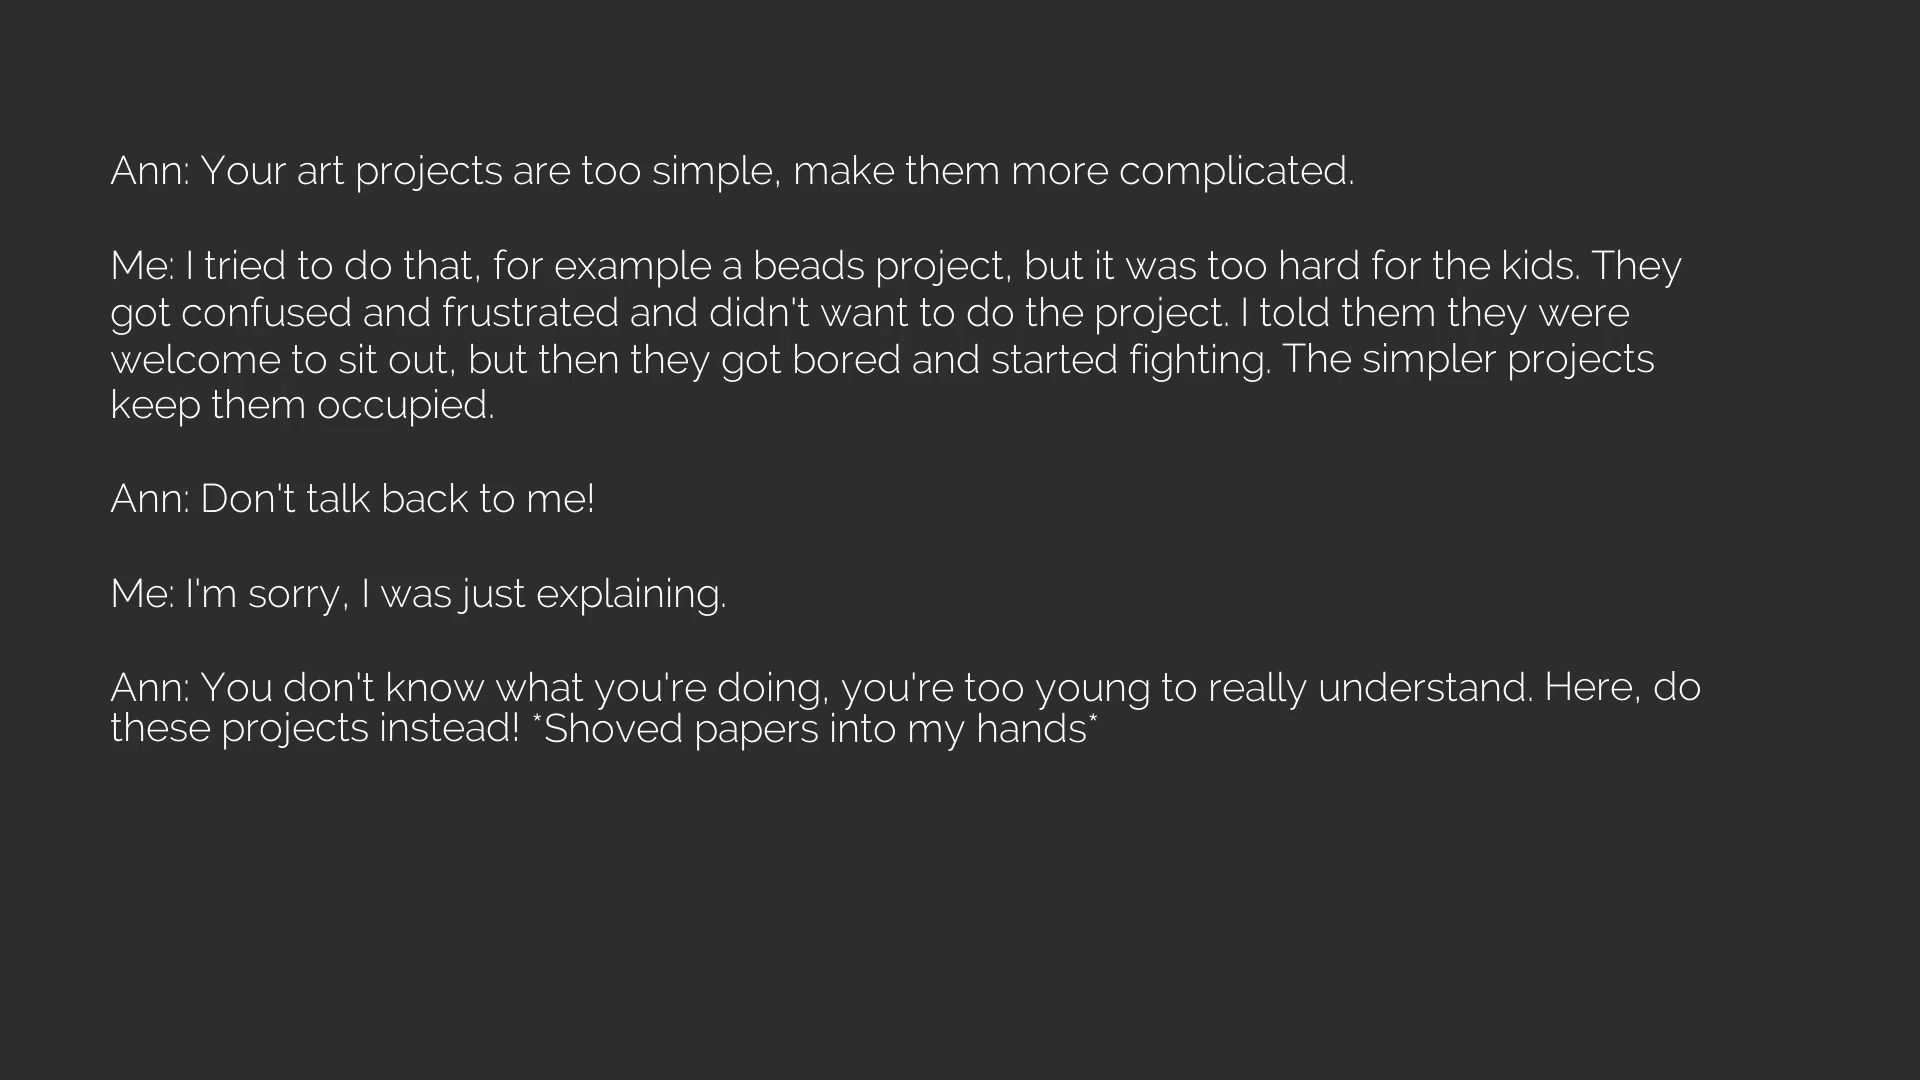 Ann: Your art projects are too simple, make them more complicated.
Me: I tried to do that, for example a beads project, but it was too hard for the kids. They
got confused and frustrated and didn't want to do the project. I told them they were
welcome to sit out, but then they got bored and started fighting. The simpler projects
keep them occupied.
Ann: Don't talk back to me!
Me: I'm sorry, I was just explaining.
Ann: You don't know what you're doing, you're too young to really understand. Here, do
these projects instead! *Shoved papers into my hands*